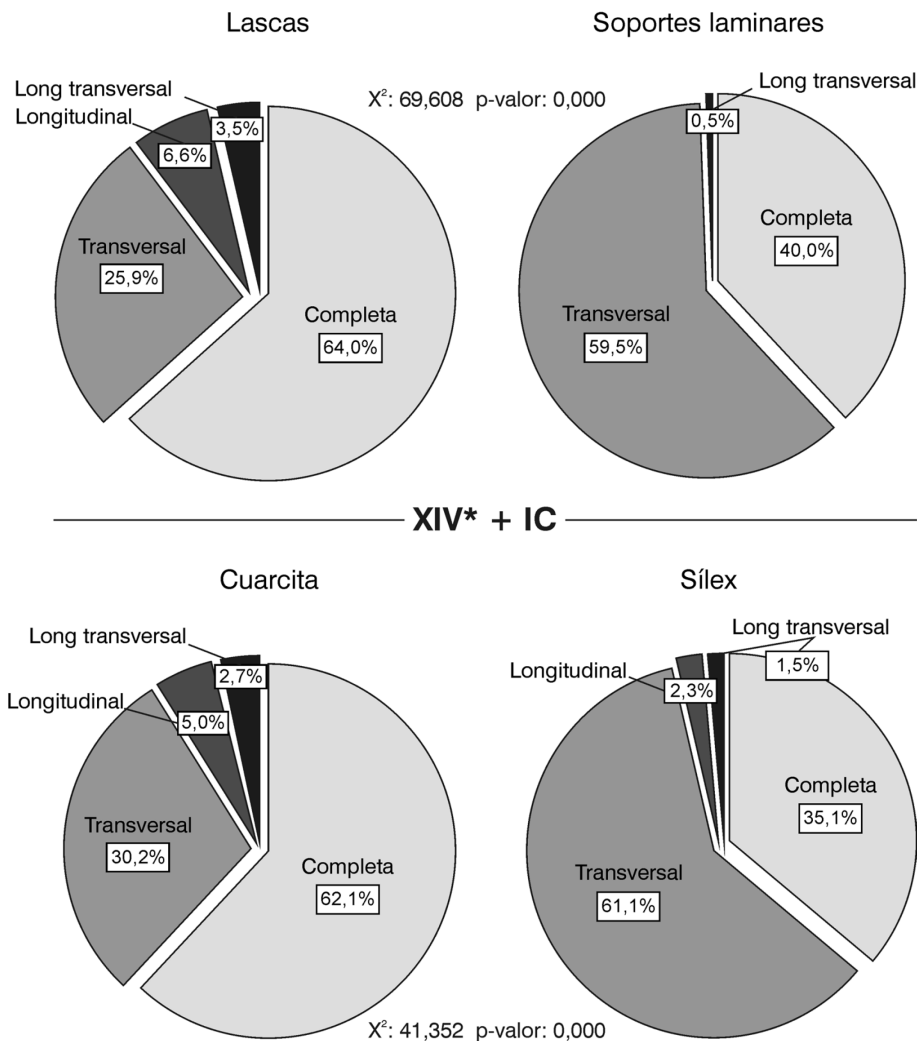 Lascas
Soportes laminares
Long transversal
Longitudinal
3,5%
6,6%
Transversal
25,9%
Completa
64,0%
X²: 69,608 p-valor: 0,000
Long transversal
0,5%
Completa
40,0%
Transversal
59,5%
XIV* + IC
Cuarcita
Sílex
Long transversal
2,7%
Longitudinal
5,0%
Transversal
30,2%
Completa
62,1%
Long transversal
1,5%
Longitudinal
2,3%
Completa
35,1%
Transversal
61,1%
X²: 41,352 p-valor: 0,000